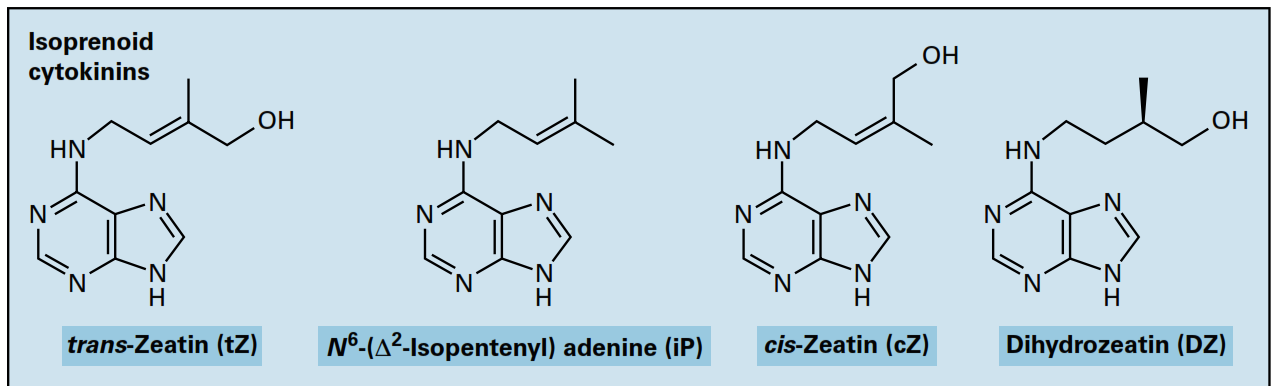 Isoprenoid
cytokinins
OH
HN
N
N
N
N
H
trans-Zeatin (tZ)
HN
N
N
N
N
H
N⁶-(Δ²-Isopentenyl) adenine (iP)
OH
HN
N
N
N
N
H
cis-Zeatin (cZ)
OH
HN
N
N
N
N
H
Dihydrozeatin (DZ)